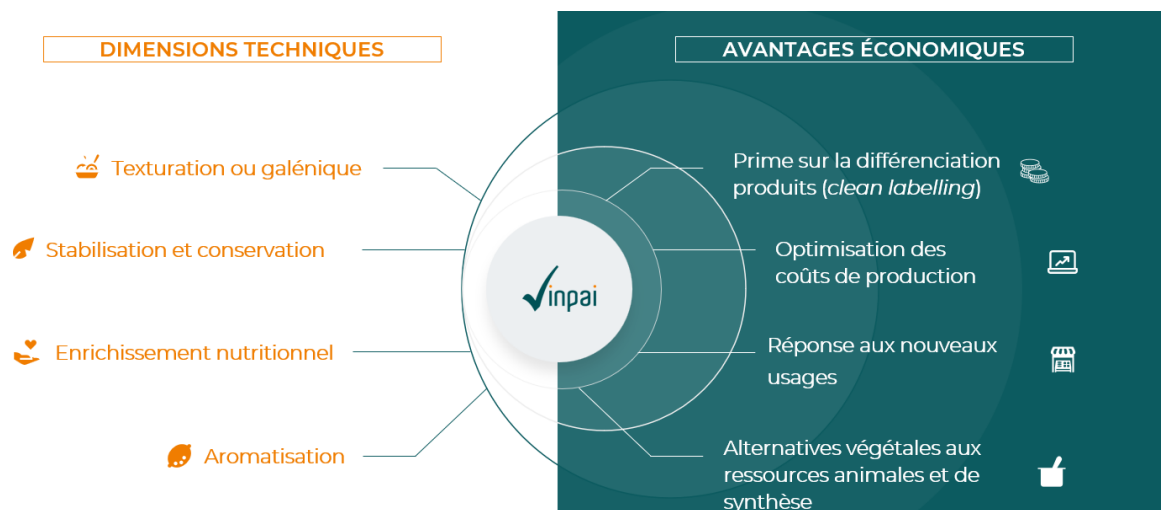 DIMENSIONS TECHNIQUES
Texturation ou galénique
Stabilisation et conservation
Enrichissement nutritionnel
Aromatisation
Vinpai
AVANTAGES ÉCONOMIQUES
Prime sur la différenciation
produits (clean labelling)
Optimisation des
coûts de production
Réponse aux nouveaux
usages
Alternatives végétales aux
ressources animales et de
synthèse